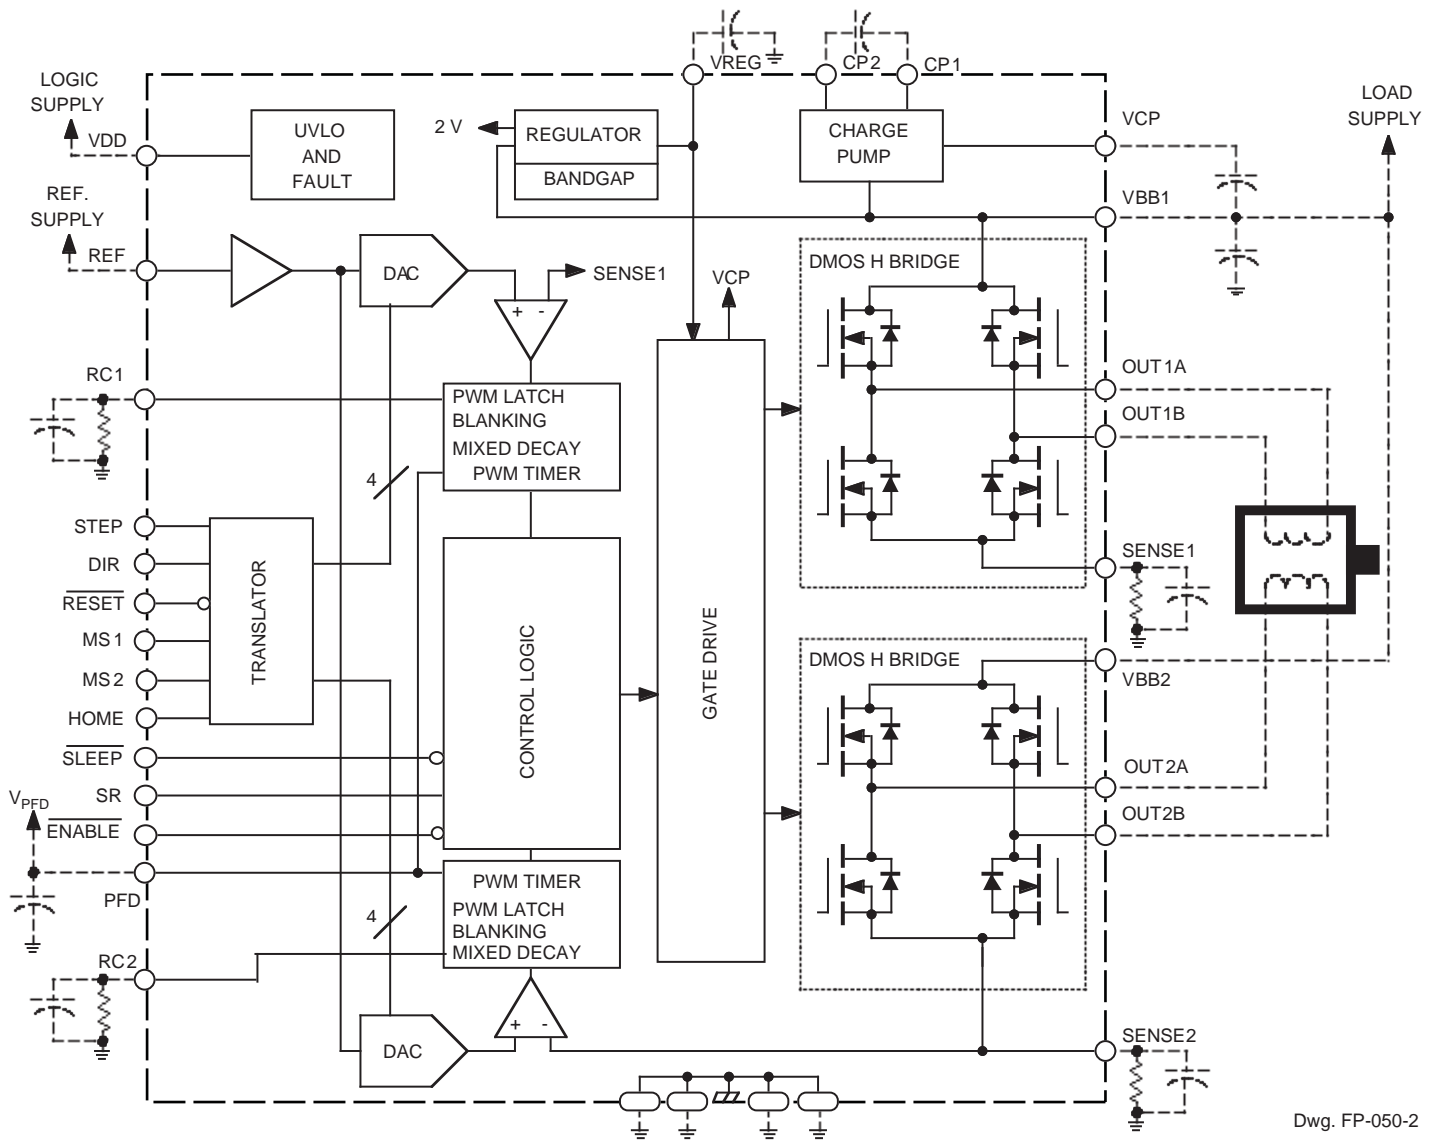 VREG
CP2
CP1
LOGIC
SUPPLY
VDD
UVLO
AND
FAULT
2 V
REGULATOR
BANDGAP
CHARGE
PUMP
VCP
LOAD
SUPPLY
REF.
SUPPLY
REF
VBB1
DAC
SENSE1
+ -
VCP
DMOS H BRIDGE
RC1
PWM LATCH
BLANKING
MIXED DECAY
PWM TIMER
4
OUT1A
OUT1B
STEP
DIR
RESET
MS1
MS2
HOME
SLEEP
SR
ENABLE
VPFD
PFD
TRANSLATOR
CONTROL LOGIC
GATE DRIVE
SENSE1
DMOS H BRIDGE
VBB2
OUT2A
OUT2B
PWM TIMER
PWM LATCH
BLANKING
MIXED DECAY
4
RC2
DAC
+ -
SENSE2
Dwg. FP-050-2